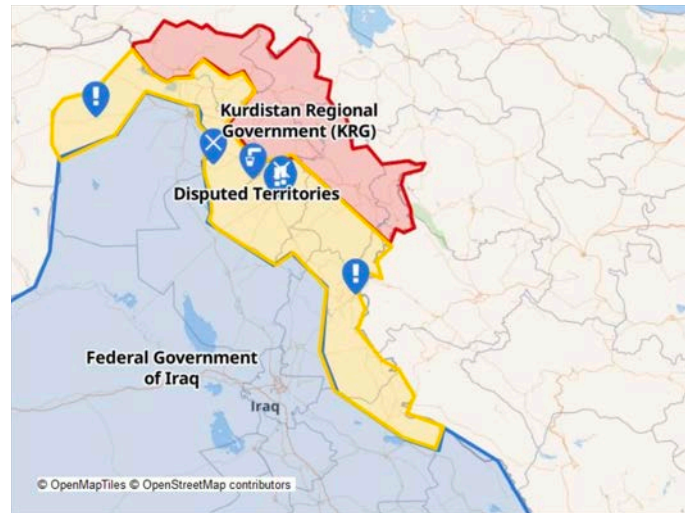 Kurdistan Regional
Government (KRG)
Disputed Territories
Federal Government
of Iraq
Iraq
© OpenMapTiles © OpenStreetMap contributors